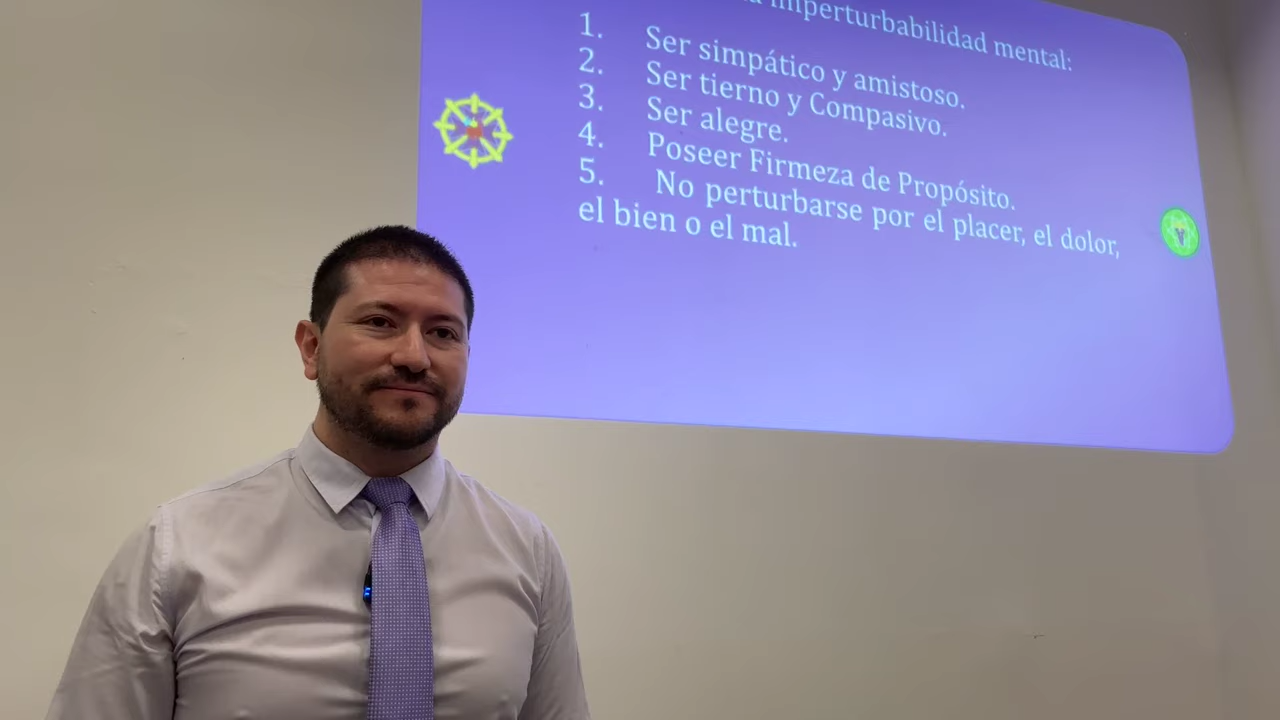 imperturbabilidad mental:
1. Ser simpático y amistoso.
2. Ser tierno y Compasivo.
3. Ser alegre.
4. Poseer Firmeza de Propósito.
5. No perturbarse por el placer, el dolor,
el bien o el mal.